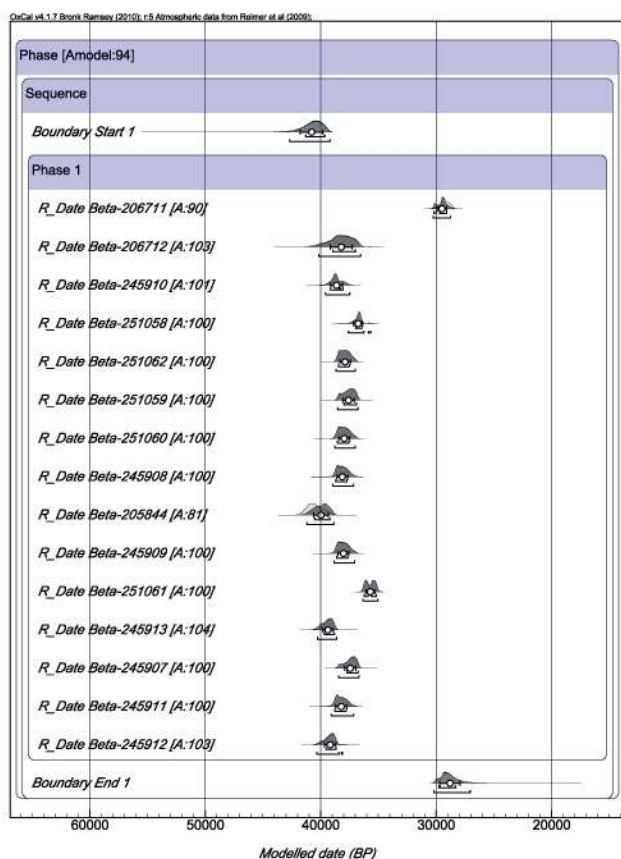 OxCal v4.1.7 Bronk Ramsey (2010); r:5 Atmospheric data from Reimer et al (2009);
Phase [Amodel:94]
Sequence
Boundary Start 1
Phase 1
R_Date Beta-206711 [A:90]
R_Date Beta-206712 [A:103]
R_Date Beta-245910 [A:101]
R_Date Beta-251058 [A:100]
R_Date Beta-251062 [A:100]
R_Date Beta-251059 [A:100]
R_Date Beta-251060 [A:100]
R_Date Beta-245908 [A:100]
R_Date Beta-205844 [A:81]
R_Date Beta-245909 [A:100]
R_Date Beta-251061 [A:100]
R_Date Beta-245913 [A:104]
R_Date Beta-245907 [A:100]
R_Date Beta-245911 [A:100]
R_Date Beta-245912 [A:103]
Boundary End 1
60000 50000 40000 30000 20000
Modelled date (BP)